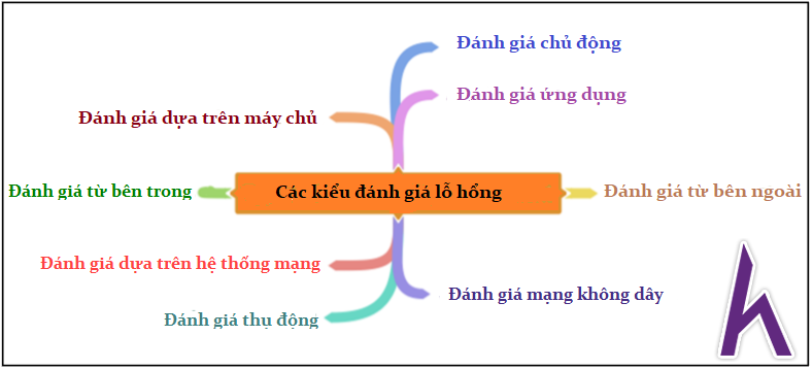 Đánh giá chủ động
Đánh giá ứng dụng
Đánh giá dựa trên máy chủ
Đánh giá từ bên trong
Các kiểu đánh giá lỗ hổng
Đánh giá từ bên ngoài
Đánh giá dựa trên hệ thống mạng
Đánh giá mạng không dây
Đánh giá thụ động